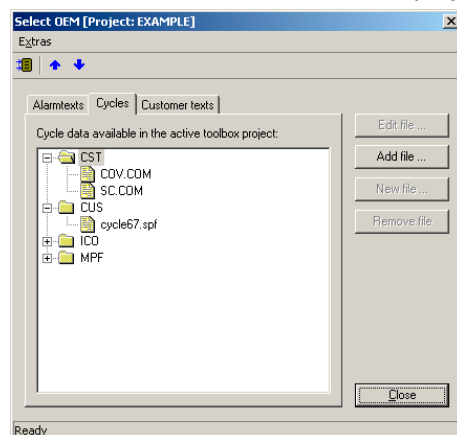 Select OEM [Project: EXAMPLE]
Extras
Alarmtexts Cycles Customer texts
Cycle data available in the active toolbox project:
CST
COV.COM
SC.COM
CUS
cycle67.spf
ICO
MPF
Edit file ...
Add file ...
New file ...
Remove file
Close
Ready